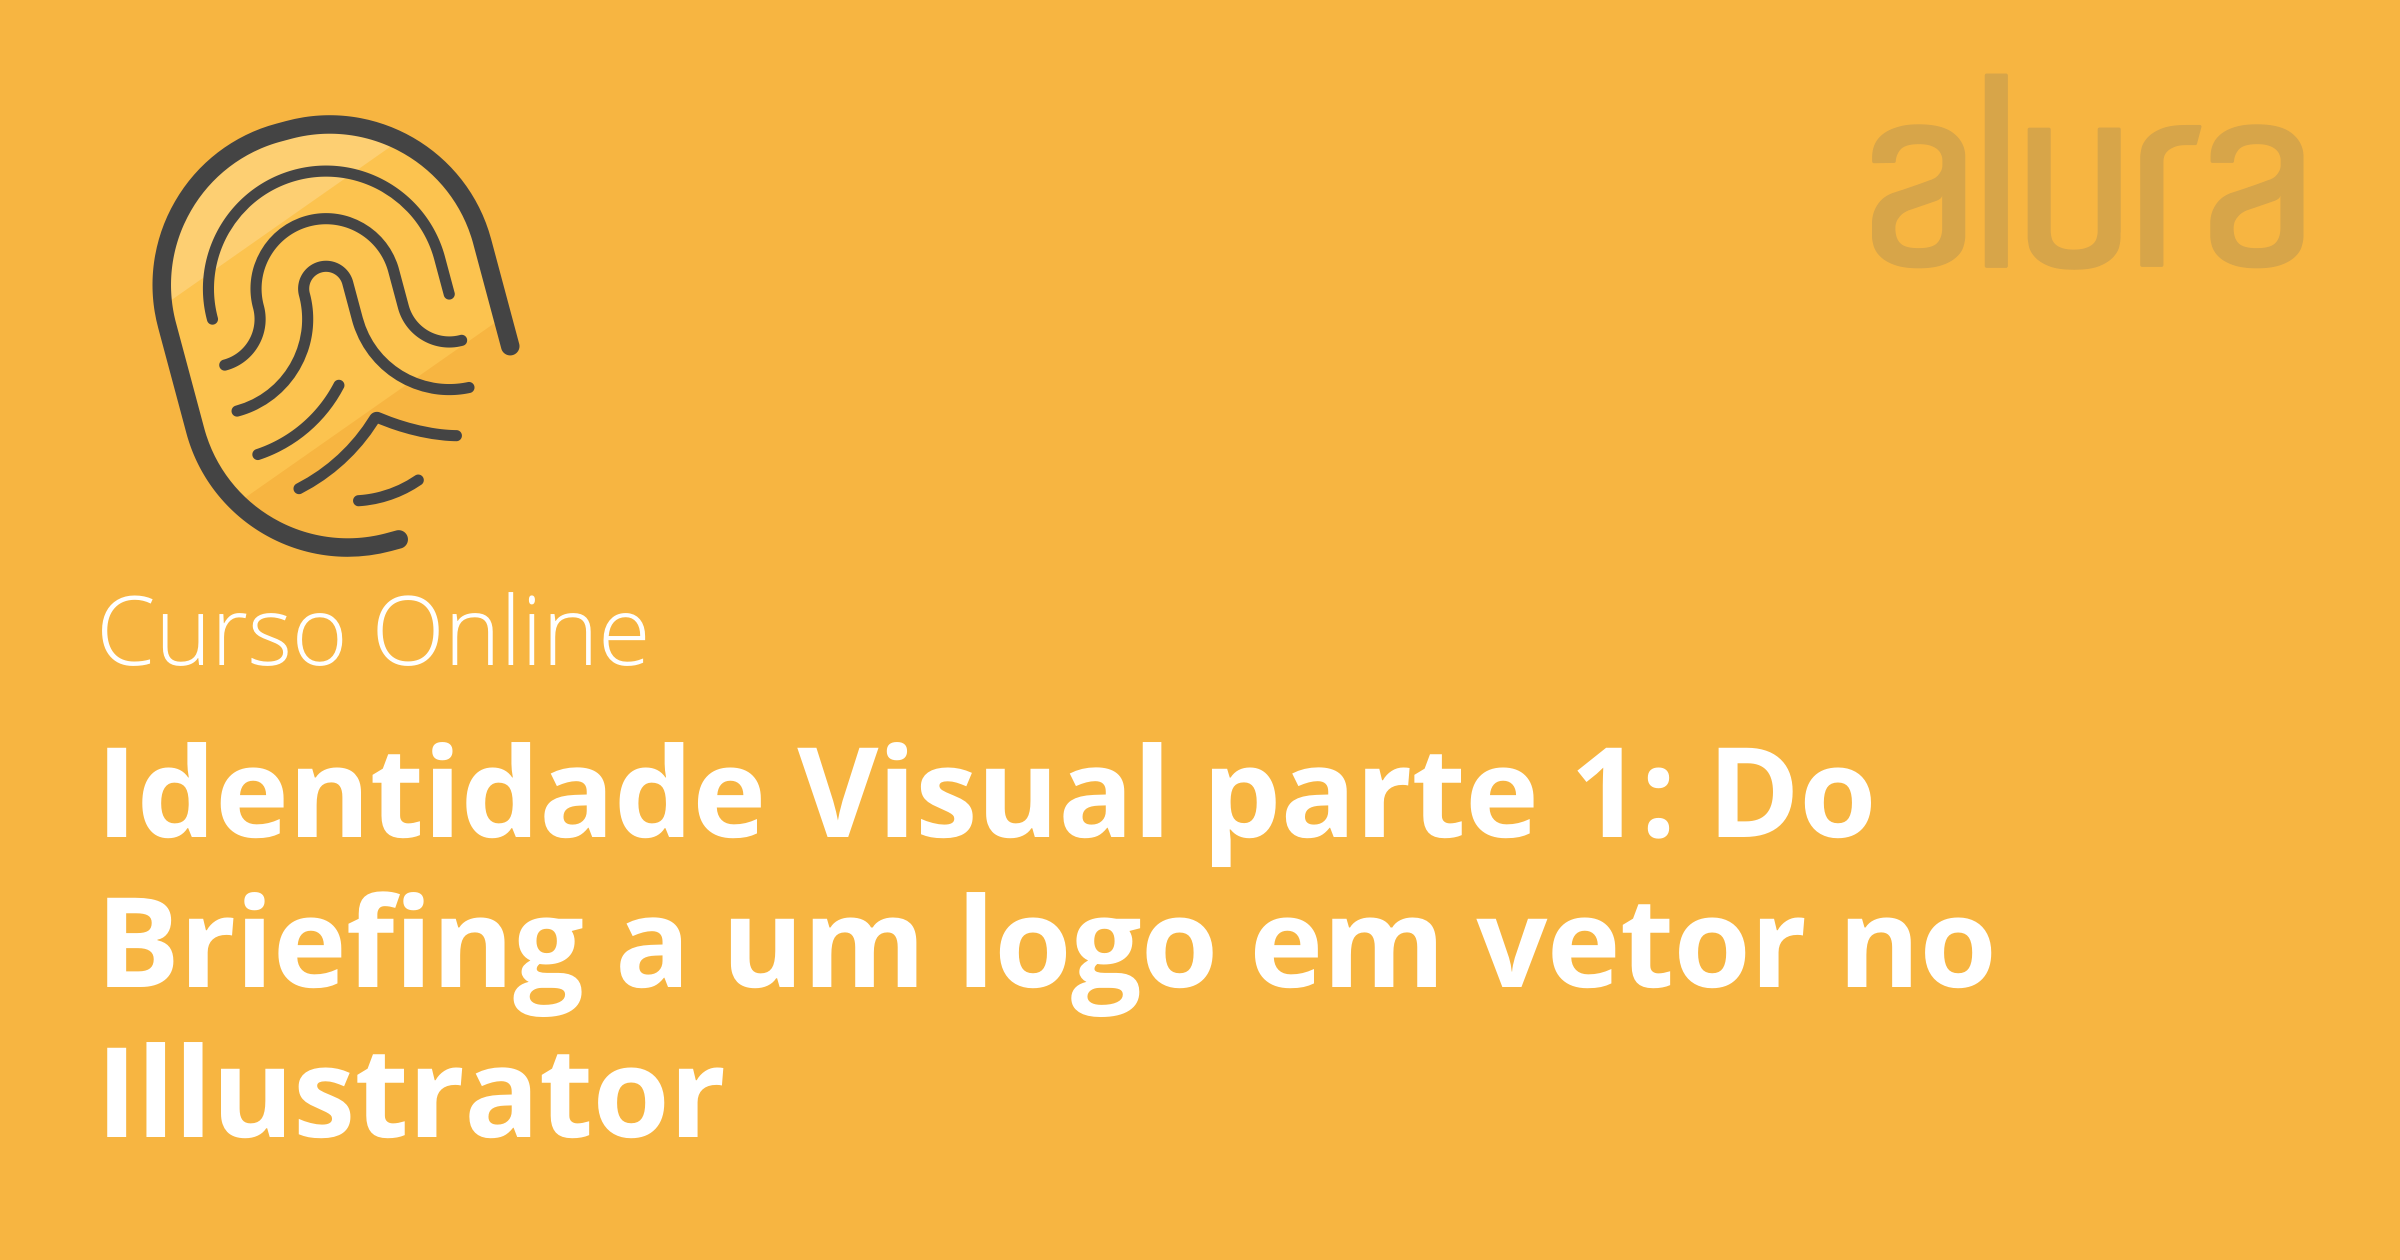 alura
Curso Online
Identidade Visual parte 1: Do
Briefing a um logo em vetor no
Illustrator